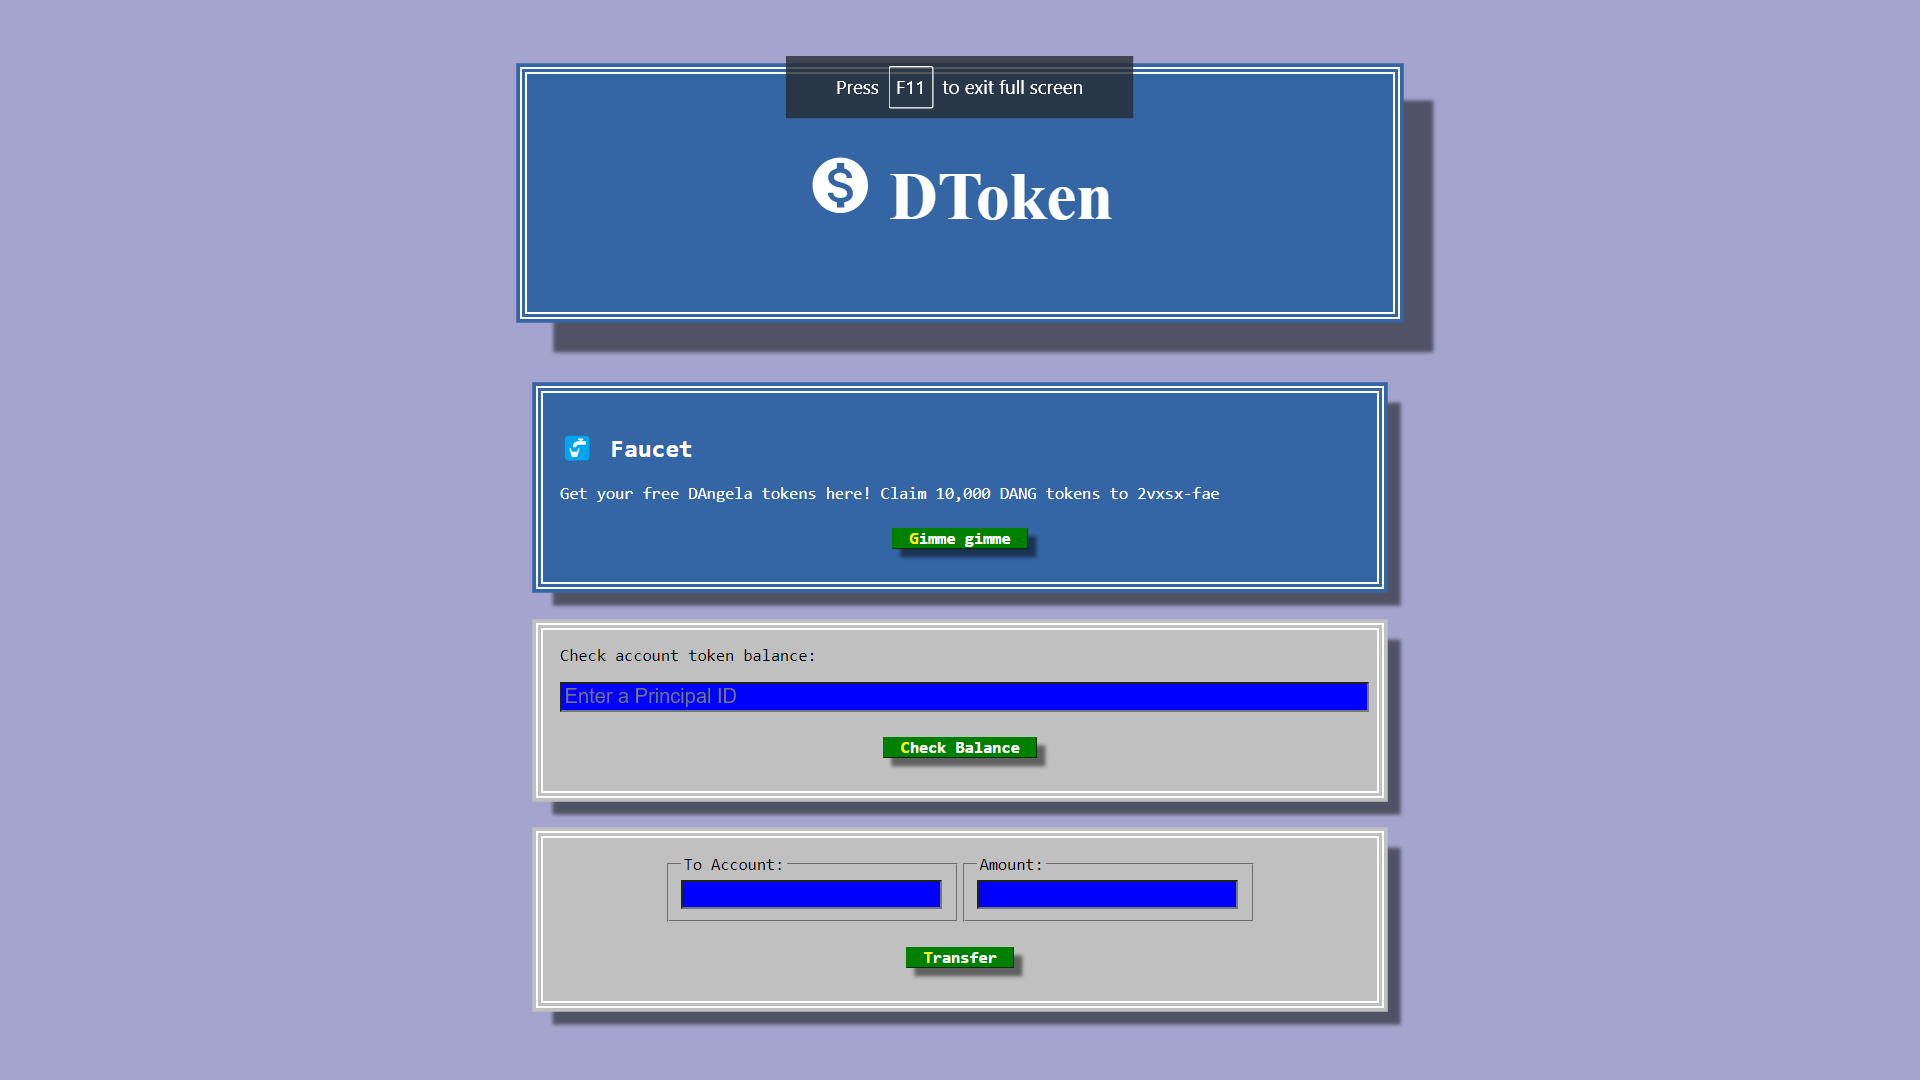 Press F11 to exit full screen
DToken
Faucet
Get your free DAngela tokens here! Claim 10,000 DANG tokens to 2vxsx-fae
Gimme gimme
Check account token balance:
Enter a Principal ID
Check Balance
To Account: Amount:
Transfer